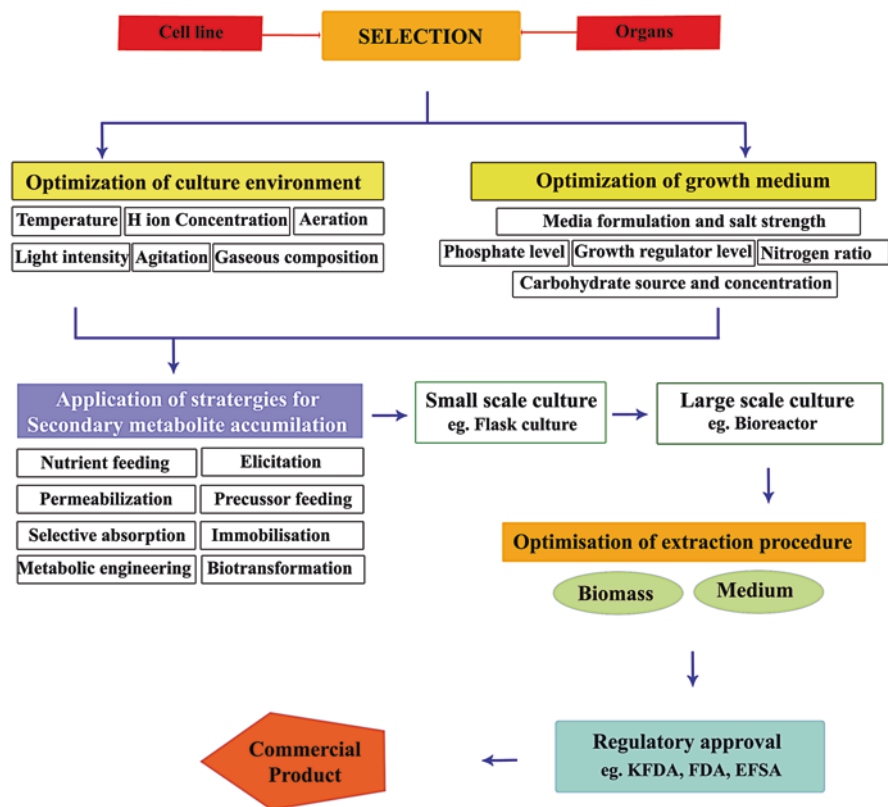 Cell line
SELECTION
Organs
Optimization of culture environment
Temperature
H ion Concentration
Aeration
Light intensity
Agitation
Gaseous composition
Optimization of growth medium
Media formulation and salt strength
Phosphate level
Growth regulator level
Nitrogen ratio
Carbohydrate source and concentration
Application of stratergies for
Secondary metabolite accumilation
Nutrient feeding
Elicitation
Permeabilization
Precussor feeding
Selective absorption
Immobilisation
Metabolic engineering
Biotransformation
Small scale culture
eg. Flask culture
Large scale culture
eg. Bioreactor
Optimisation of extraction procedure
Biomass
Medium
Regulatory approval
eg. KFDA, FDA, EFSA
Commercial
Product